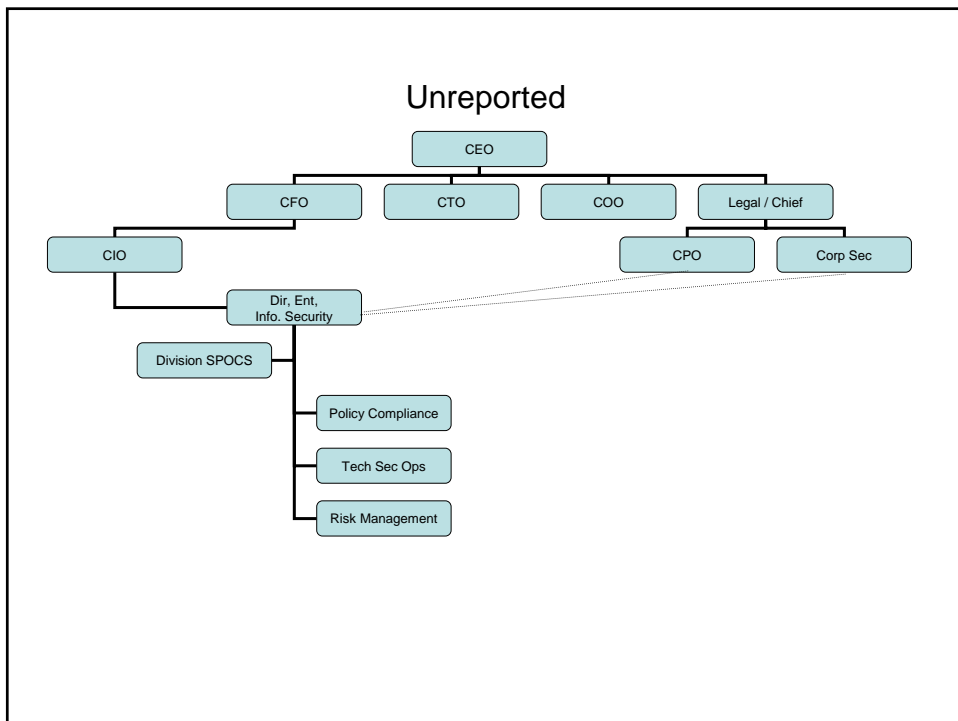 Unreported
CEO
CFO
CTO
COO
Legal / Chief
CIO
CPO
Corp Sec
Dir, Ent,
Info. Security
Division SPOCS
Policy Compliance
Tech Sec Ops
Risk Management